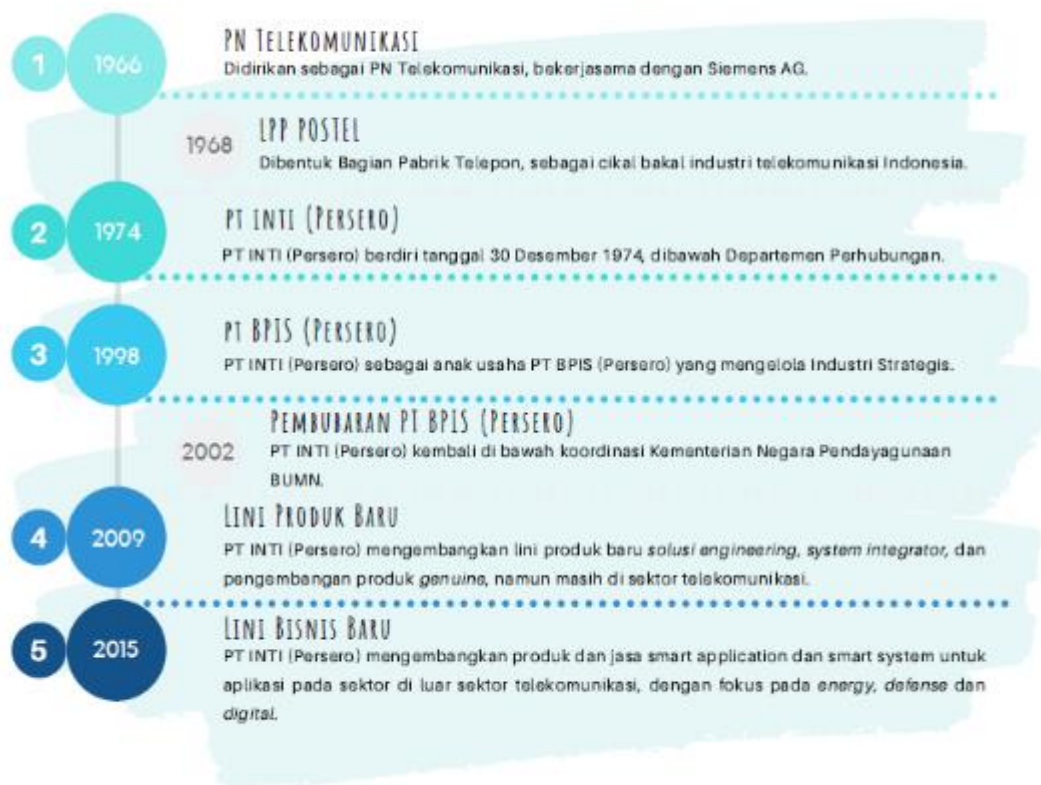 1
1966
PN TELEKOMUNIKASI
Didirikan sebagai PN Telekomunikasi, bekerjasama dengan Siemens AG.
1968
LPP POSTEL
Dibentuk Bagian Pabrik Telepon, sebagai cikal bakal industri telekomunikasi Indonesia.
2
1974
PT INTI (PERSERO)
PT INTI (Persero) berdiri tanggal 30 Desember 1974, dibawah Departemen Perhubungan.
3
1998
PT BPIS (PERSERO)
PT INTI (Persero) sebagai anak usaha PT BPIS (Persero) yang mengelola Industri Strategis.
2002
PEMBUBARAN PT BPIS (PERSERO)
PT INTI (Persero) kembali di bawah koordinasi Kementerian Negara Pendayagunaan
BUMN.
4
2009
LINI PRODUK BARU
PT INTI (Persero) mengembangkan lini produk baru solusi engineering, system integrator, dan
pengembangan produk genuine, namun masih di sektor telekomunikasi.
5
2015
LINI BISNIS BARU
PT INTI (Persero) mengembangkan produk dan jasa smart application dan smart system untuk
aplikasi pada sektor di luar sektor telekomunikasi, dengan fokus pada energy, defense dan
digital.